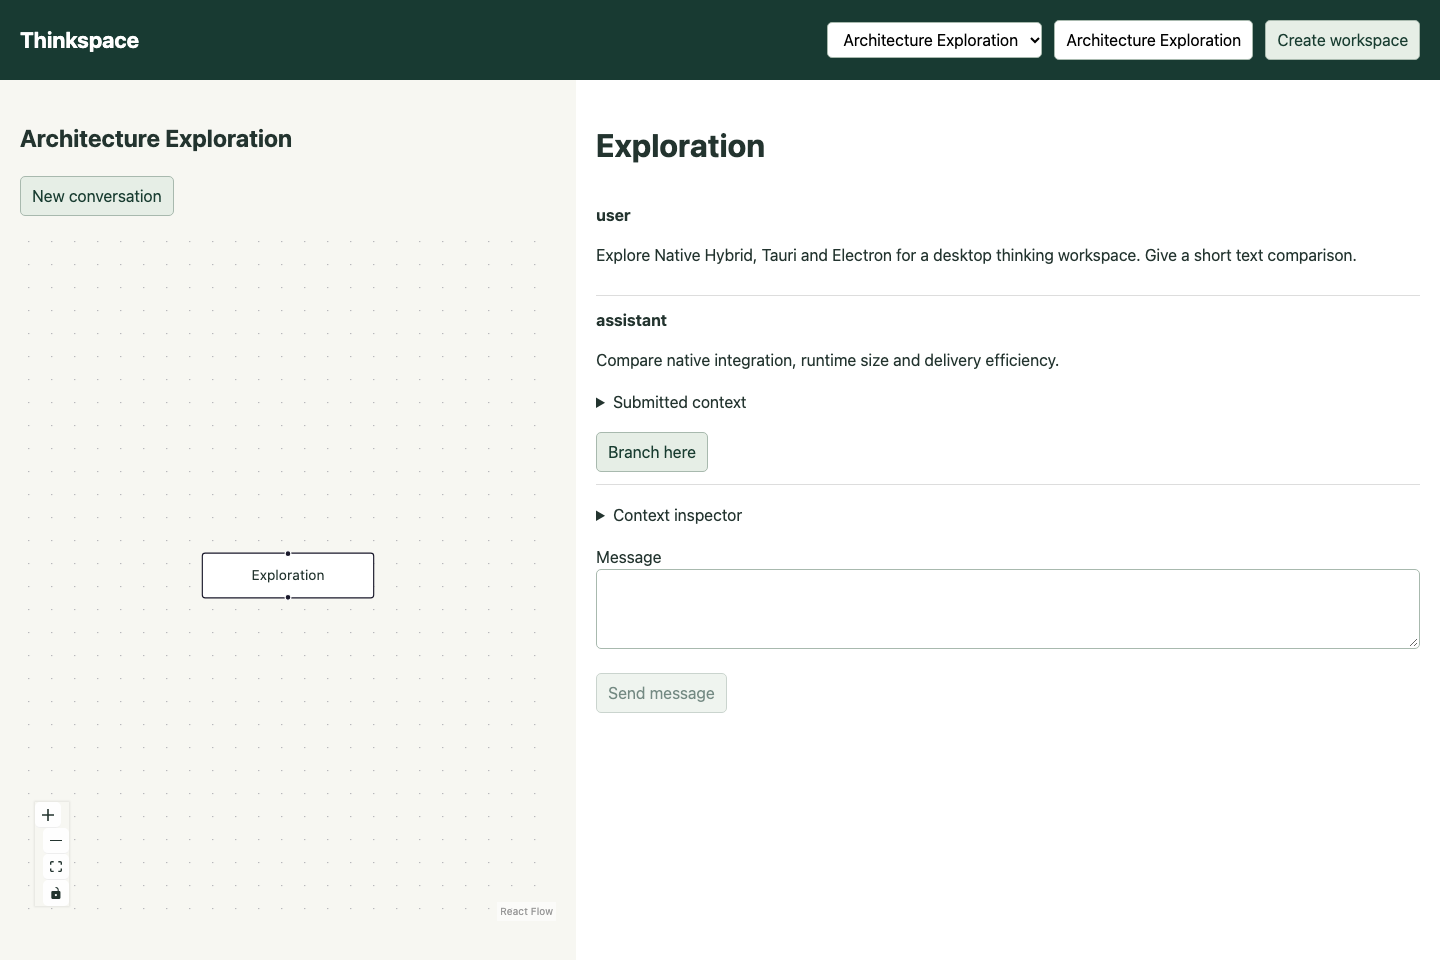 Thinkspace
Architecture Exploration
Architecture Exploration
Create workspace
Architecture Exploration
New conversation
Exploration
React Flow
Exploration
user
Explore Native Hybrid, Tauri and Electron for a desktop thinking workspace. Give a short text comparison.
assistant
Compare native integration, runtime size and delivery efficiency.
Submitted context
Branch here
Context inspector
Message
Send message